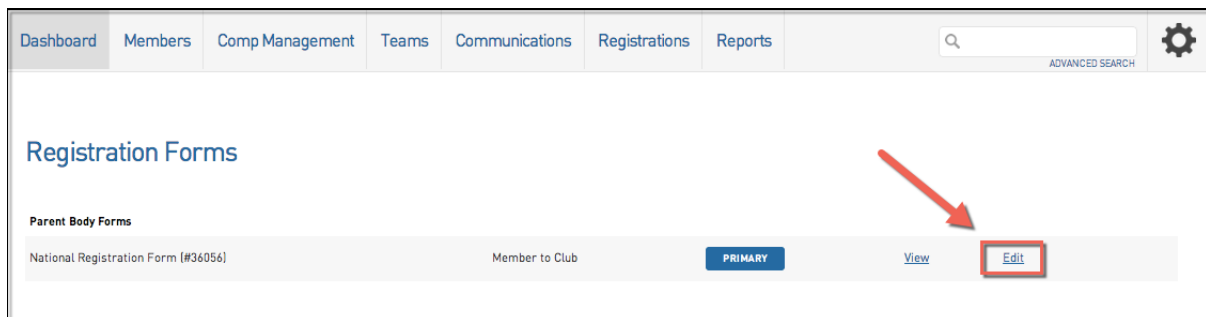 Dashboard Members Comp Management Teams Communications Registrations Reports
ADVANCED SEARCH
Registration Forms
Parent Body Forms
National Registration Form (#36056) Member to Club PRIMARY View Edit